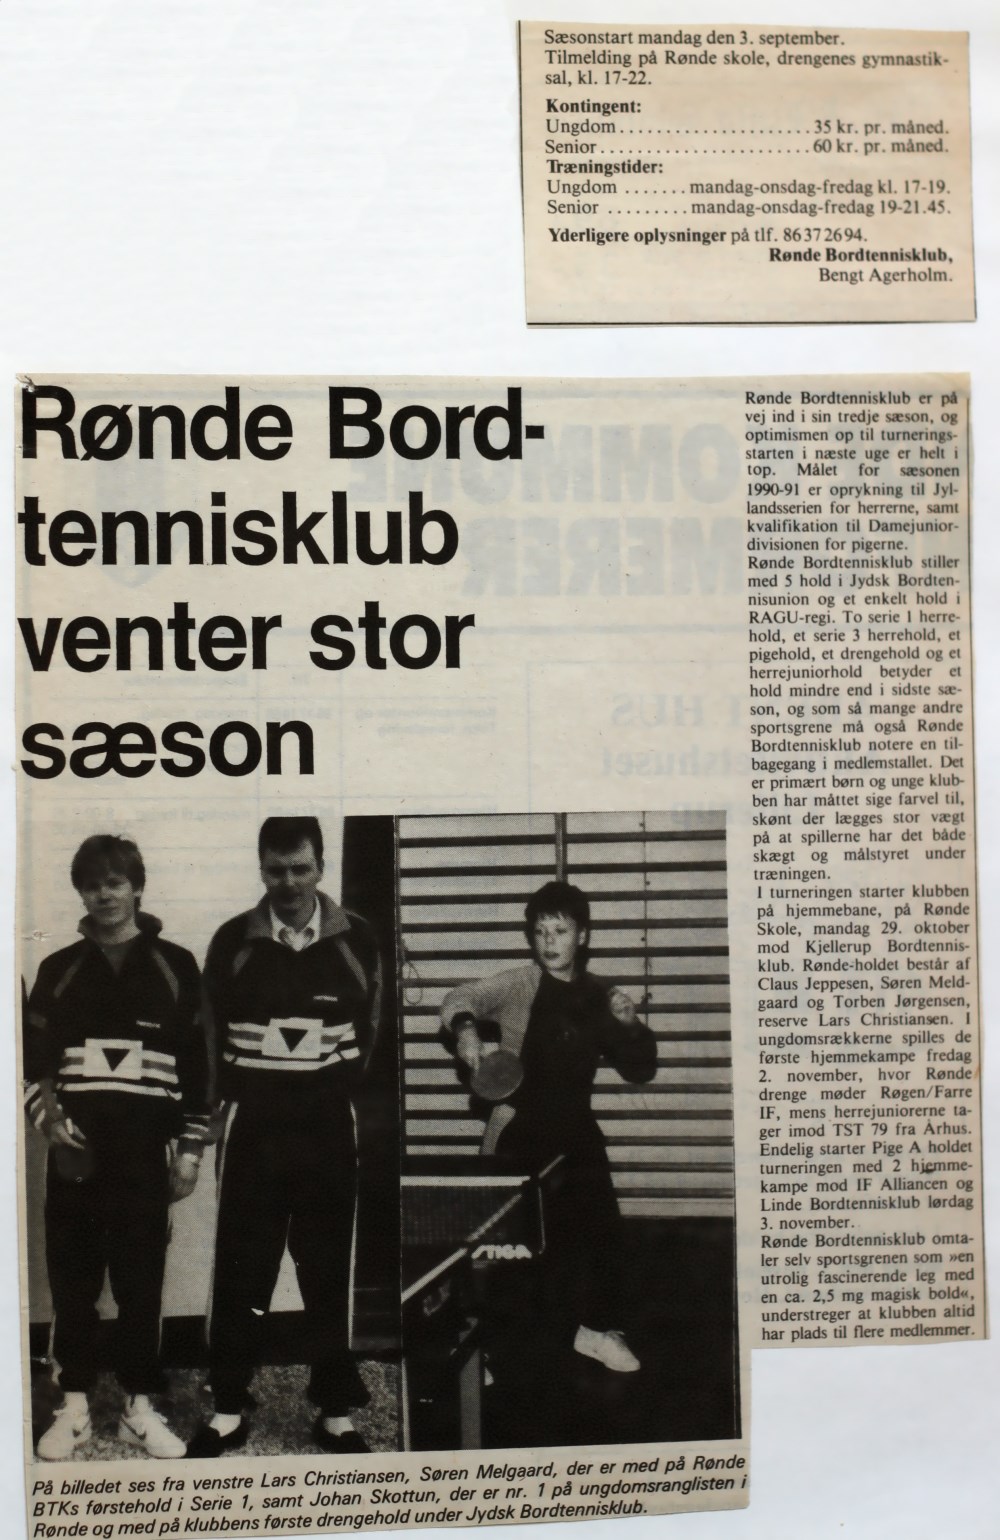 Sæsonstart mandag den 3. september.
Tilmelding på Rønde skole, drengenes gymnastik-
sal, kl. 17-22.
Kontingent:
Ungdom.....................35 kr. pr. måned.
Senior.......................60 kr. pr. måned.
Træningstider:
Ungdom .......mandag-onsdag-fredag kl. 17-19.
Senior .........mandag-onsdag-fredag 19-21.45.
Yderligere oplysninger på tlf. 86372694.
Rønde Bordtennisklub,
Bengt Agerholm.
Rønde Bord-
tennisklub
venter stor
sæson
Rønde Bordtennisklub er på
vej ind i sin tredje sæson, og
optimismen op til turnerings-
starten i næste uge er helt i
top. Målet for sæsonen
1990-91 er oprykning til Jyl-
landsserien for herrerne, samt
kvalifikation til Damejunior-
divisionen for pigerne.
Rønde Bordtennisklub stiller
med 5 hold i Jydsk Bordten-
nisunion og et enkelt hold i
RAGU-regi. To serie 1 herre-
hold, et serie 3 herrehold, et
pigehold, et drengehold og et
herrejuniorhold betyder et
hold mindre end i sidste sæ-
son, og som så mange andre
sportsgrene må også Rønde
Bordtennisklub notere en til-
bagegang i medlemstallet. Det
er primært børn og unge klub-
ben har måttet sige farvel til,
skønt der lægges stor vægt
på at spillerne har det både
skægt og målstyret under
træningen.
I turneringen starter klubben
på hjemmebane, på Rønde
Skole, mandag 29. oktober
mod Kjellerup Bordtennis-
klub. Rønde-holdet består af
Claus Jeppesen, Søren Meld-
gaard og Torben Jørgensen,
reserve Lars Christiansen. I
ungdomsrækkerne spilles de
første hjemmekampe fredag
2. november, hvor Rønde
drenge møder Røgen/Farre
IF, mens herrejuniorerne ta-
ger imod TST 79 fra Århus.
Endelig starter Pige A holdet
turneringen med 2 hjemme-
kampe mod IF Alliancen og
Linde Bordtennisklub lørdag
3. november.
Rønde Bordtennisklub omta-
ler selv sportsgrenen som »en
utrolig fascinerende leg med
en ca. 2,5 mg magisk bold«,
understreger at klubben altid
har plads til flere medlemmer.
STIGA
På billedet ses fra venstre Lars Christiansen, Søren Melgaard, der er med på Rønde
BTKs førstehold i Serie 1, samt Johan Skottun, der er nr. 1 på ungdomsranglisten i
Rønde og med på klubbens første drengehold under Jydsk Bordtennisklub.